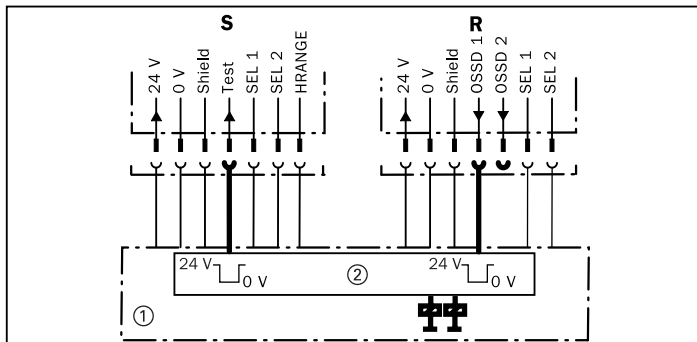 S
R
24 V
0 V
Shield
Test
SEL 1
SEL 2
HRANGE
24 V
0 V
Shield
OSSD 1
OSSD 2
SEL 1
SEL 2
24 V
0 V
②
24 V
0 V
①